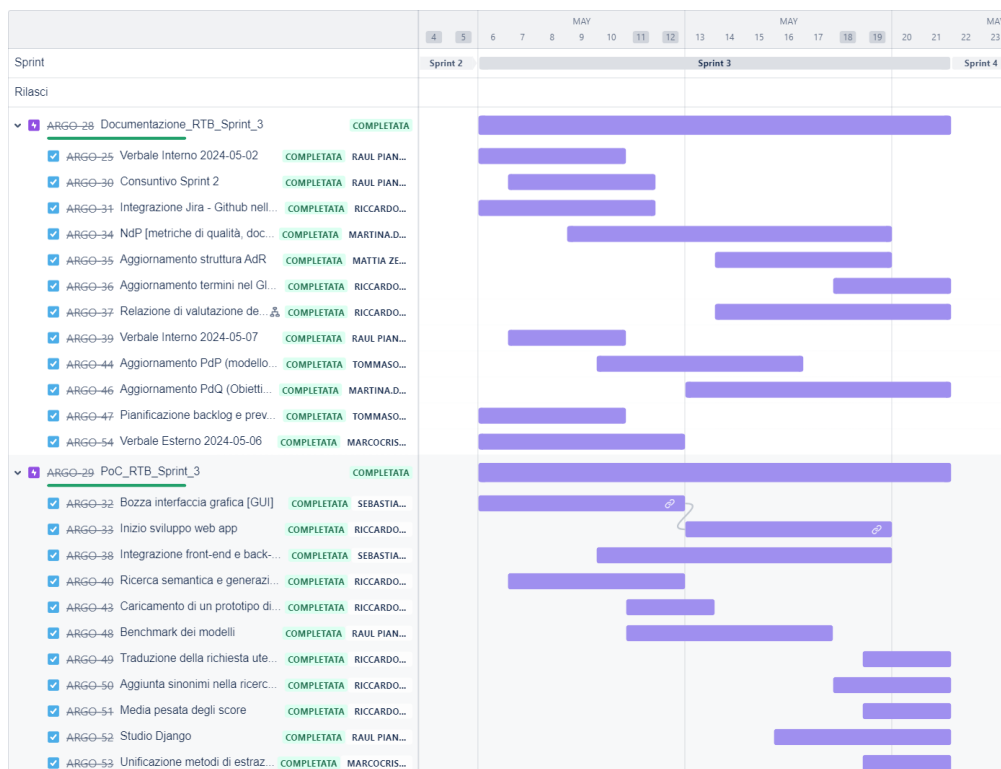 MAY MAY MAY
4 5 6 7 8 9 10 11 12 13 14 15 16 17 18 19 20 21 22 23
Sprint Sprint 2 Sprint 3 Sprint 4
Rilasci
ARGO-28 Documentazione_RTB_Sprint_3 COMPLETATA
ARGO-25 Verbale Interno 2024-05-02 COMPLETATA RAUL PIAN...
ARGO-30 Consuntivo Sprint 2 COMPLETATA RAUL PIAN...
ARGO-31 Integrazione Jira - Github nell... COMPLETATA RICCARDO...
ARGO-34 NdP [metriche di qualità, doc... COMPLETATA MARTINA.D...
ARGO-35 Aggiornamento struttura AdR COMPLETATA MATTIA ZE...
ARGO-36 Aggiornamento termini nel Gl... COMPLETATA RICCARDO...
ARGO-37 Relazione di valutazione de... COMPLETATA RICCARDO...
ARGO-39 Verbale Interno 2024-05-07 COMPLETATA RAUL PIAN...
ARGO-44 Aggiornamento PdP (modello... COMPLETATA TOMMASO...
ARGO-46 Aggiornamento PdQ (Obietti... COMPLETATA MARTINA.D...
ARGO-47 Pianificazione backlog e prev... COMPLETATA TOMMASO...
ARGO-54 Verbale Esterno 2024-05-06 COMPLETATA MARCOCRIS...
ARGO-29 PoC_RTB_Sprint_3 COMPLETATA
ARGO-32 Bozza interfaccia grafica [GUI] COMPLETATA SEBASTIA...
ARGO-33 Inizio sviluppo web app COMPLETATA RICCARDO...
ARGO-38 Integrazione front-end e back-... COMPLETATA SEBASTIA...
ARGO-40 Ricerca semantica e generazi... COMPLETATA RICCARDO...
ARGO-43 Caricamento di un prototipo di... COMPLETATA RICCARDO...
ARGO-48 Benchmark dei modelli COMPLETATA RAUL PIAN...
ARGO-49 Traduzione della richiesta ute... COMPLETATA RICCARDO...
ARGO-50 Aggiunta sinonimi nella ricerc... COMPLETATA RICCARDO...
ARGO-51 Media pesata degli score COMPLETATA RICCARDO...
ARGO-52 Studio Django COMPLETATA RAUL PIAN...
ARGO-53 Unificazione metodi di estraz... COMPLETATA MARCOCRIS...